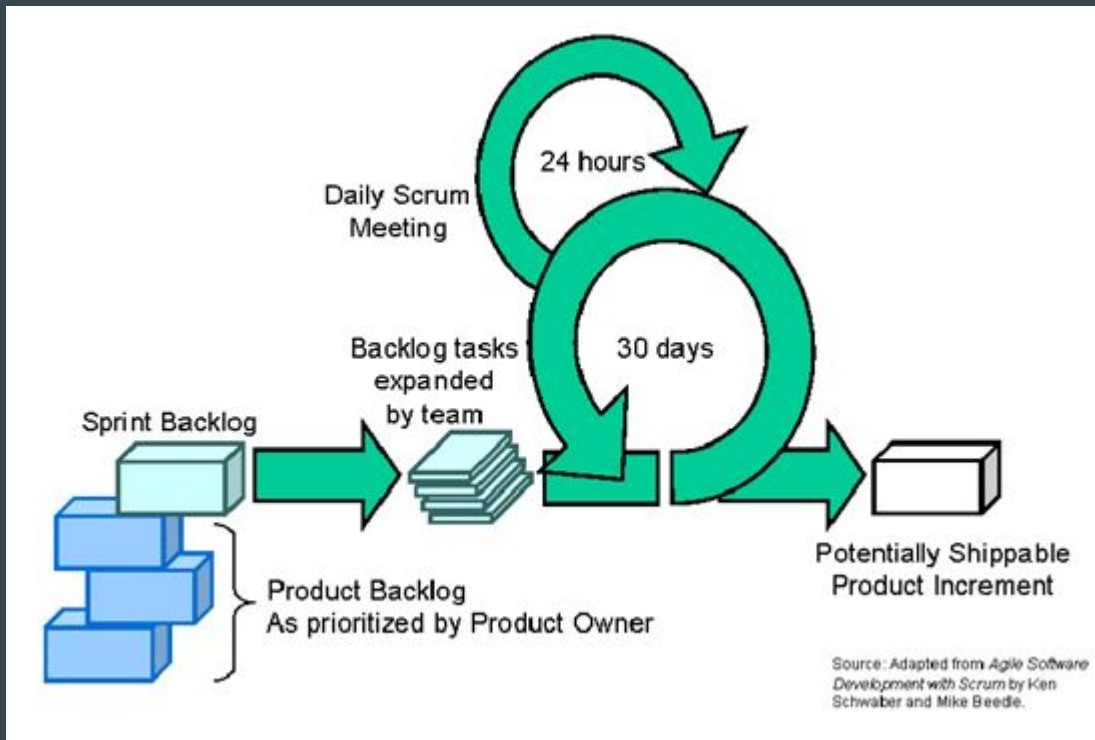 24 hours
Daily Scrum
Meeting
30 days
Backlog tasks
expanded
by team
Sprint Backlog
Product Backlog
As prioritized by Product Owner
Potentially Shippable
Product Increment
Source: Adapted from Agile Software
Development with Scrum by Ken
Schwaber and Mike Beedle.